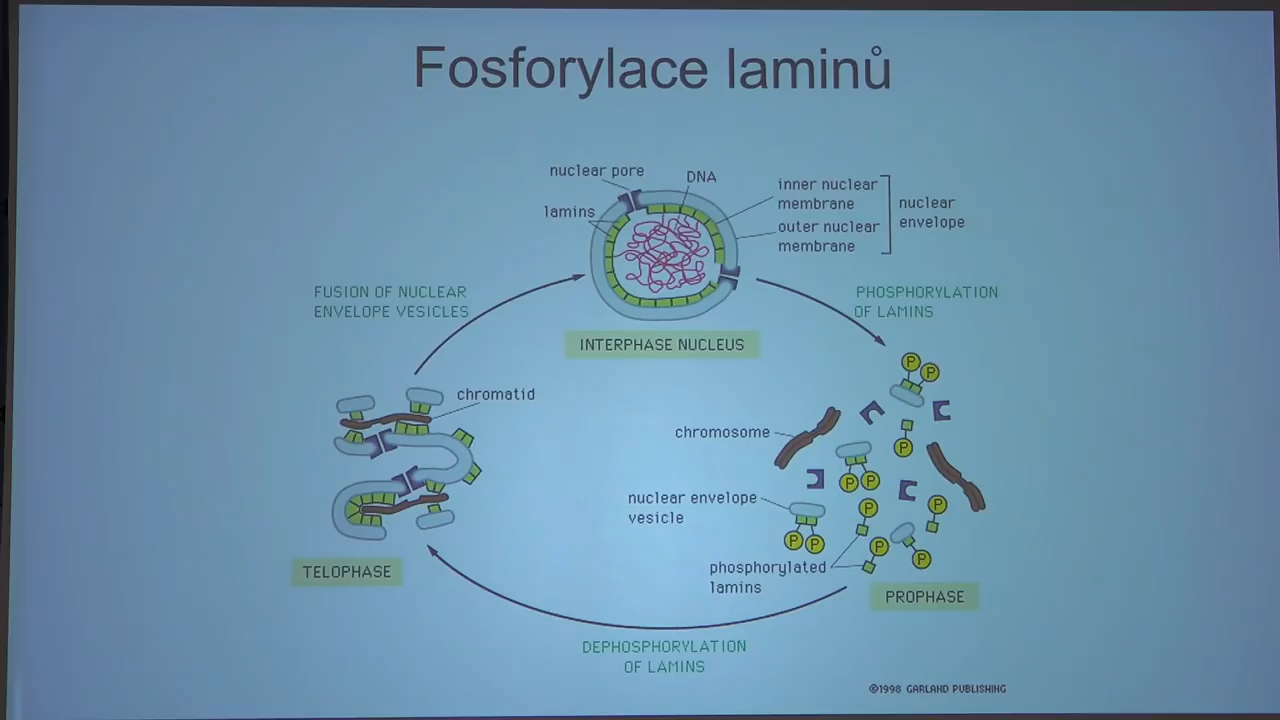 Fosforylace laminů
nuclear pore
DNA
lamins
inner nuclear
membrane
outer nuclear
membrane
nuclear
envelope
FUSION OF NUCLEAR
ENVELOPE VESICLES
PHOSPHORYLATION
OF LAMINS
INTERPHASE NUCLEUS
P
P
chromatid
chromosome
P
P P
nuclear envelope
vesicle
P
P
P P
P
P
phosphorylated
lamins
TELOPHASE
PROPHASE
DEPHOSPHORYLATION
OF LAMINS
©1998 GARLAND PUBLISHING